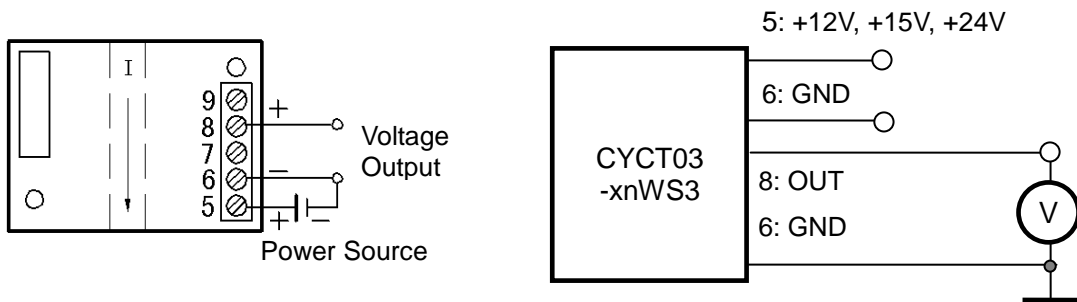 I
9
8
7
6
5
+
−
+
−
Voltage
Output
Power Source
5: +12V, +15V, +24V
6: GND
CYCT03
-xnWS3
8: OUT
6: GND
V